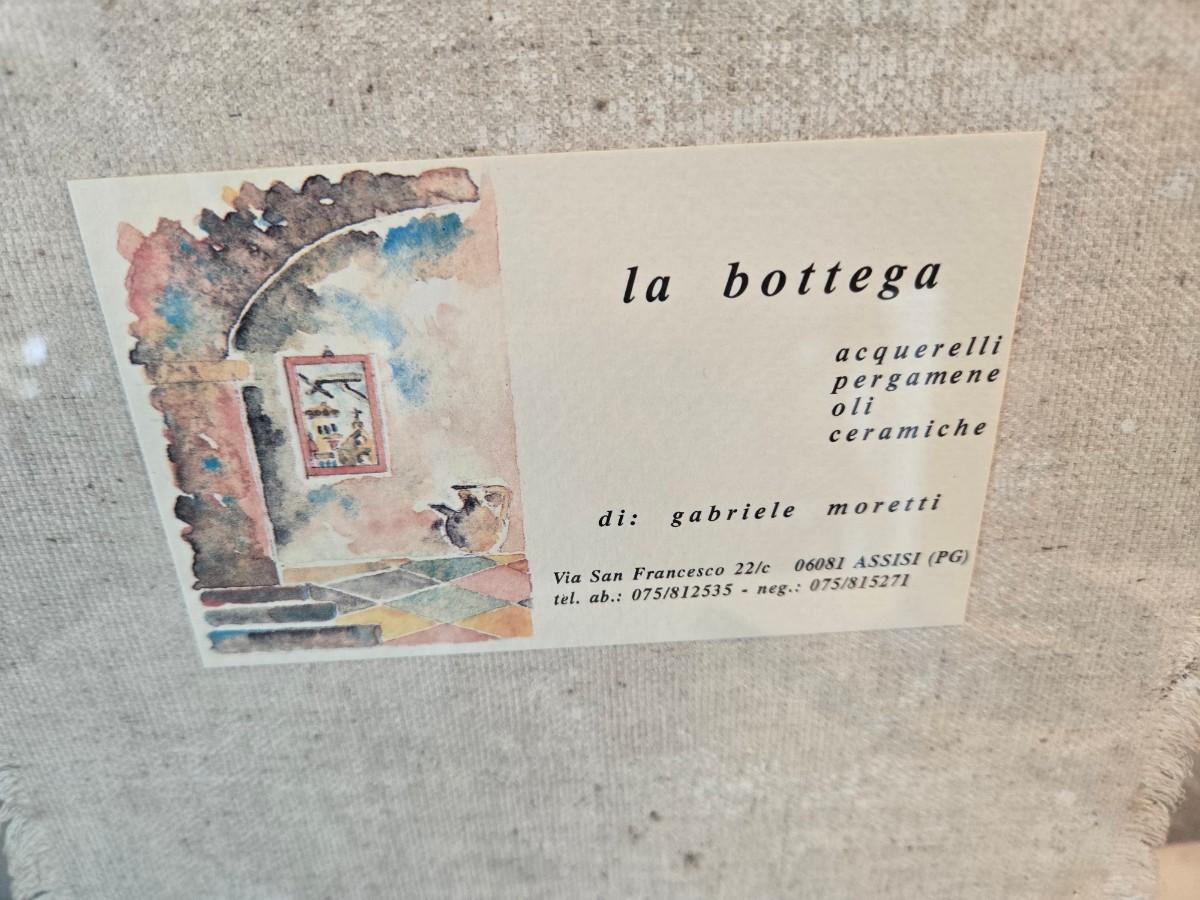 la bottega
acquerelli
pergamene
oli
ceramiche
di: gabriele moretti
Via San Francesco 22/c 06081 ASSISI (PG)
tel. ab.: 075/812535 - neg.: 075/815271